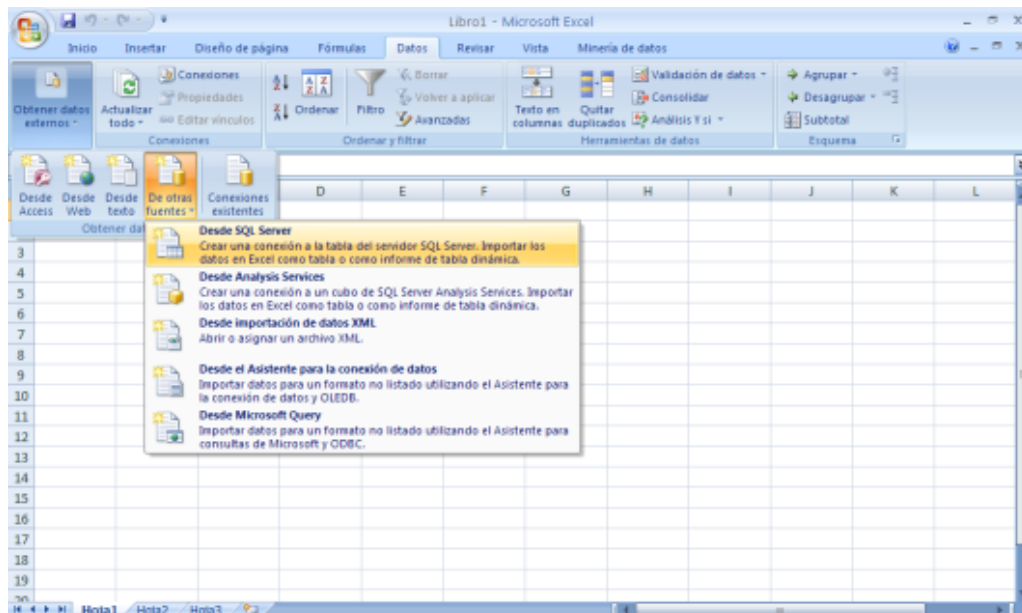 Libro1 - Microsoft Excel
Inicio Insertar Diseño de página Fórmulas Datos Revisar Vista Minería de datos
Obtener datos externos
Actualizar todo
Conexiones
Propiedades
Editar vínculos
Conexiones
Ordenar
Filtro
Borrar
Volver a aplicar
Avanzadas
Ordenar y filtrar
Texto en columnas
Quitar duplicados
Validación de datos
Consolidar
Análisis Y si
Herramientas de datos
Agrupar
Desagrupar
Subtotal
Esquema
Desde Access
Desde Web
Desde texto
De otras fuentes
Conexiones existentes
Obtener dat
D E F G H I J K L
Desde SQL Server
Crear una conexión a la tabla del servidor SQL Server. Importar los
datos en Excel como tabla o como informe de tabla dinámica.
Desde Analysis Services
Crear una conexión a un cubo de SQL Server Analysis Services. Importar
los datos en Excel como tabla o como informe de tabla dinámica.
Desde importación de datos XML
Abrir o asignar un archivo XML.
Desde el Asistente para la conexión de datos
Importar datos para un formato no listado utilizando el Asistente para
la conexión de datos y OLEDB.
Desde Microsoft Query
Importar datos para un formato no listado utilizando el Asistente para
consultas de Microsoft y ODBC.
3
4
5
6
7
8
9
10
11
12
13
14
15
16
17
18
19
20
Hoja1 Hoja2 Hoja3